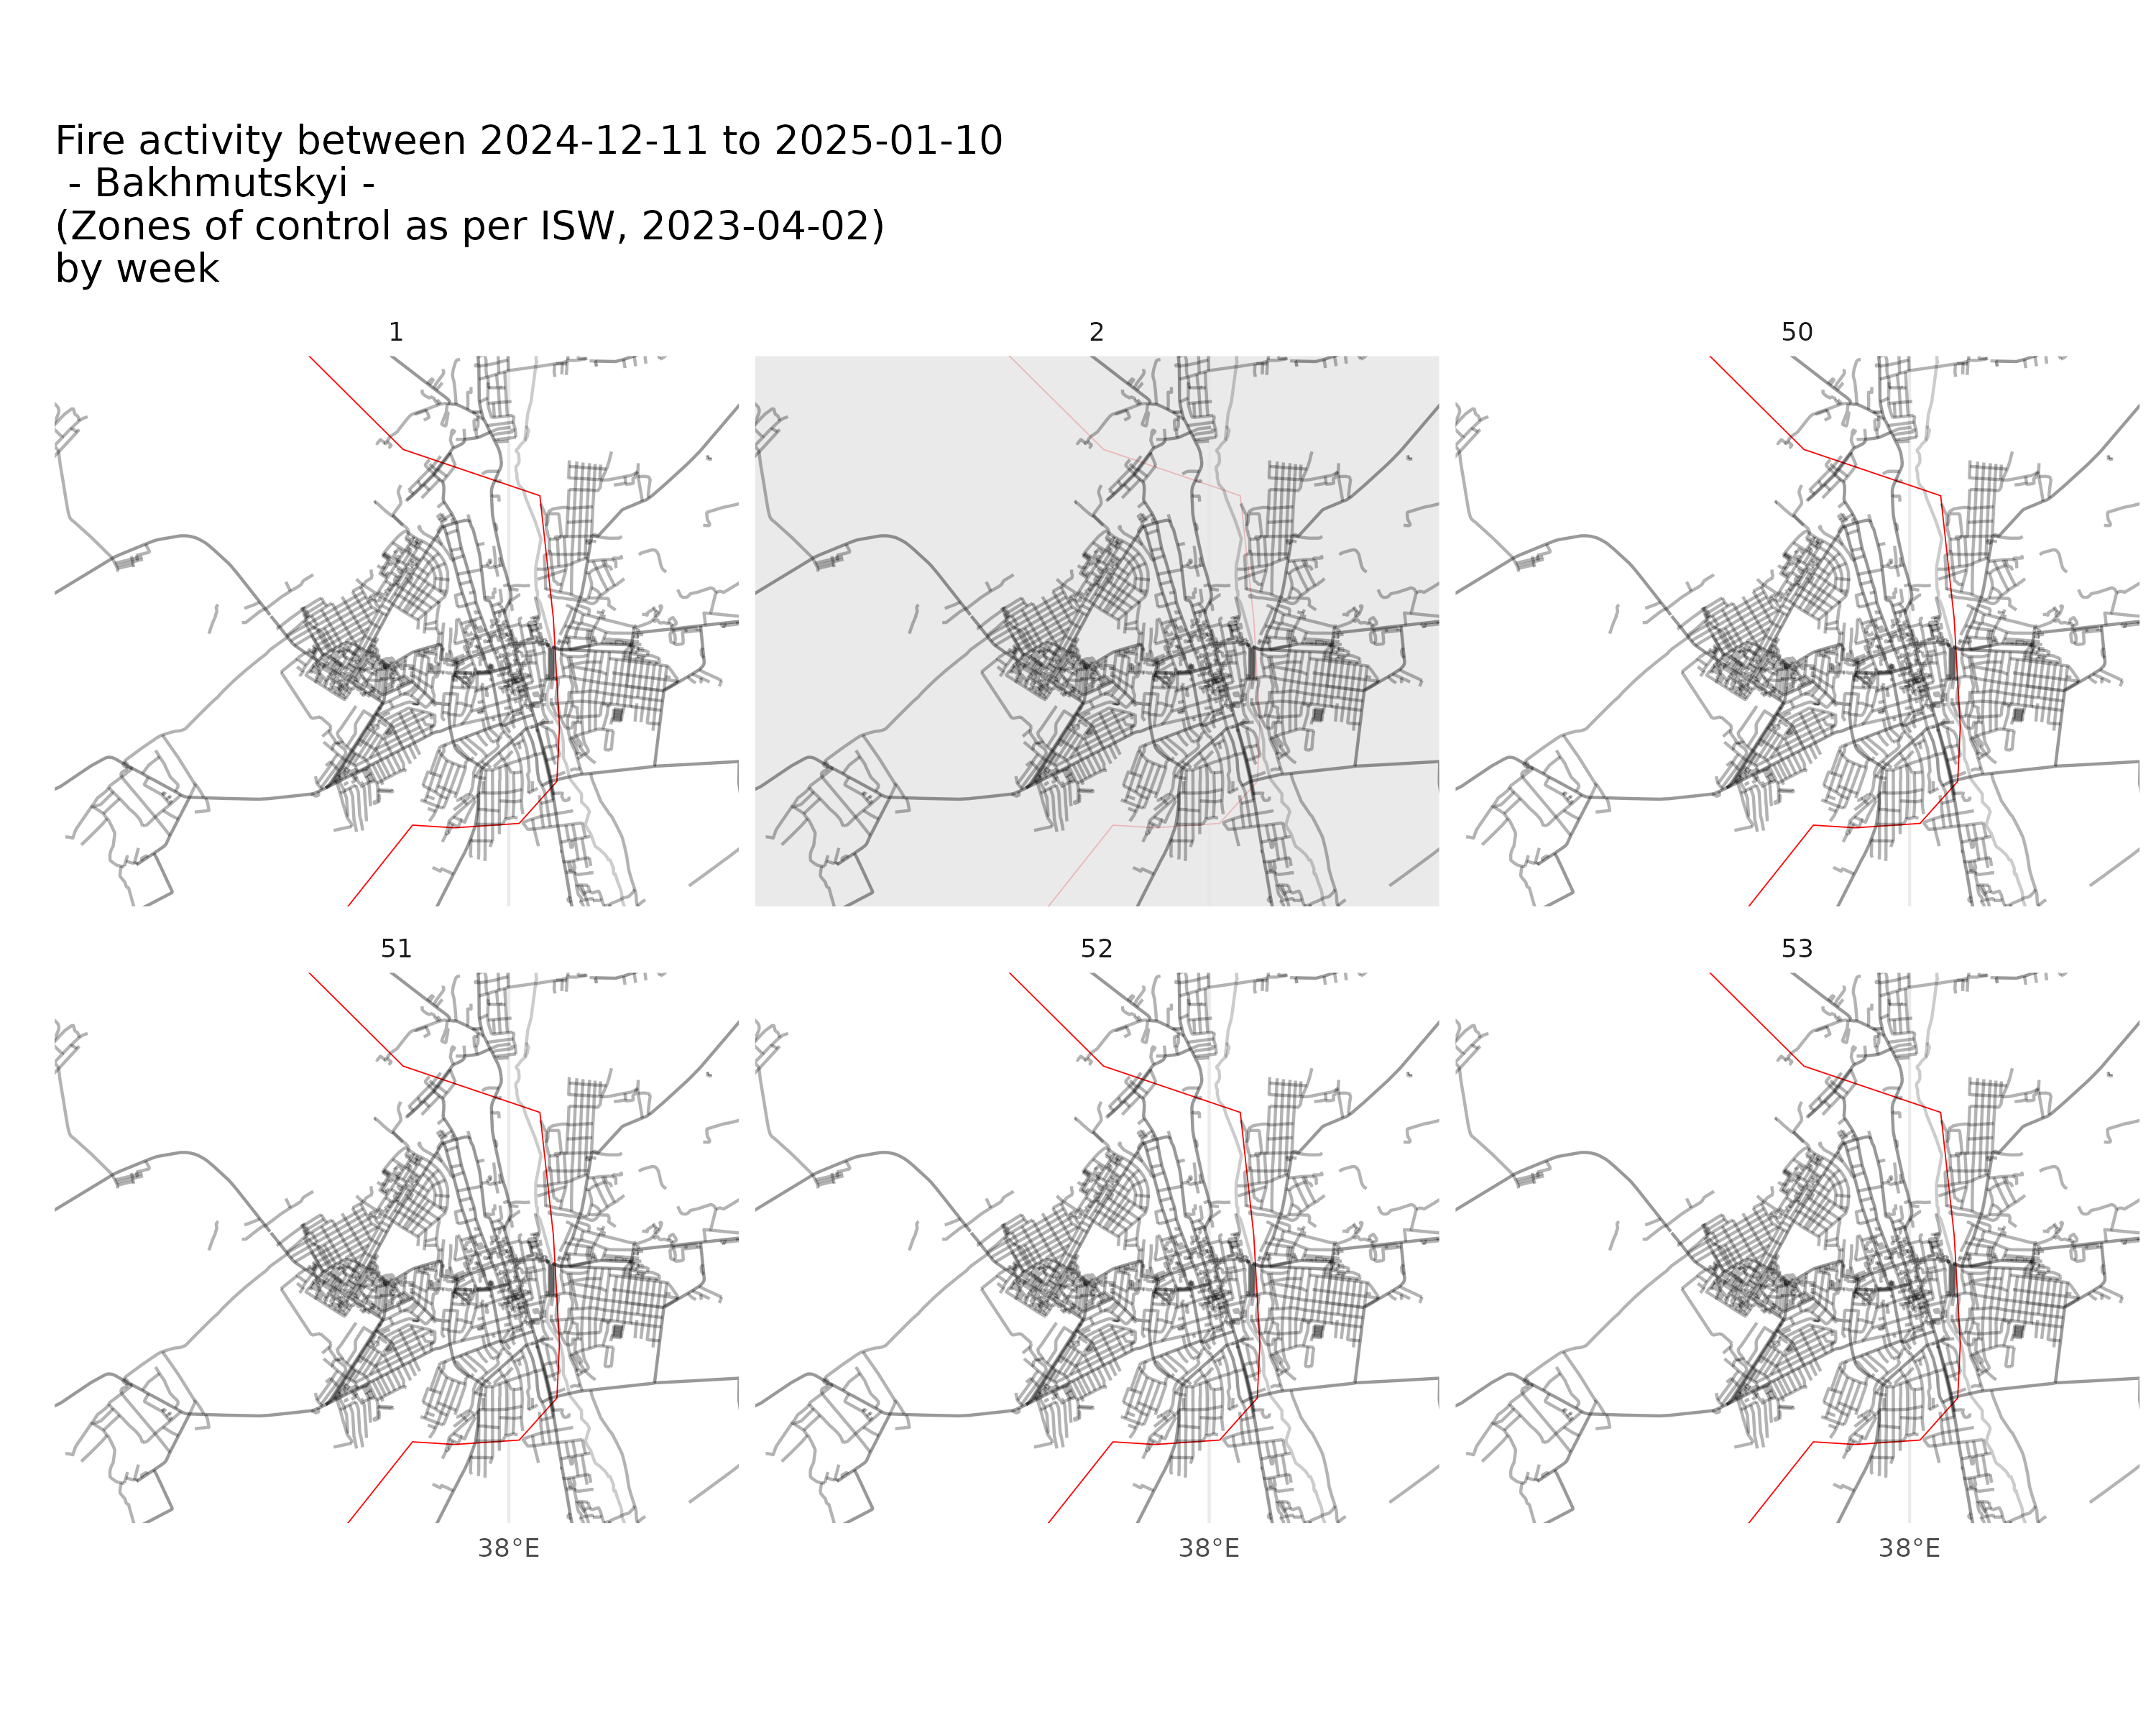 Fire activity between 2024-12-11 to 2025-01-10
- Bakhmutskyi -
(Zones of control as per ISW, 2023-04-02)
by week
1
2
50
51
52
53
38°E
38°E
38°E